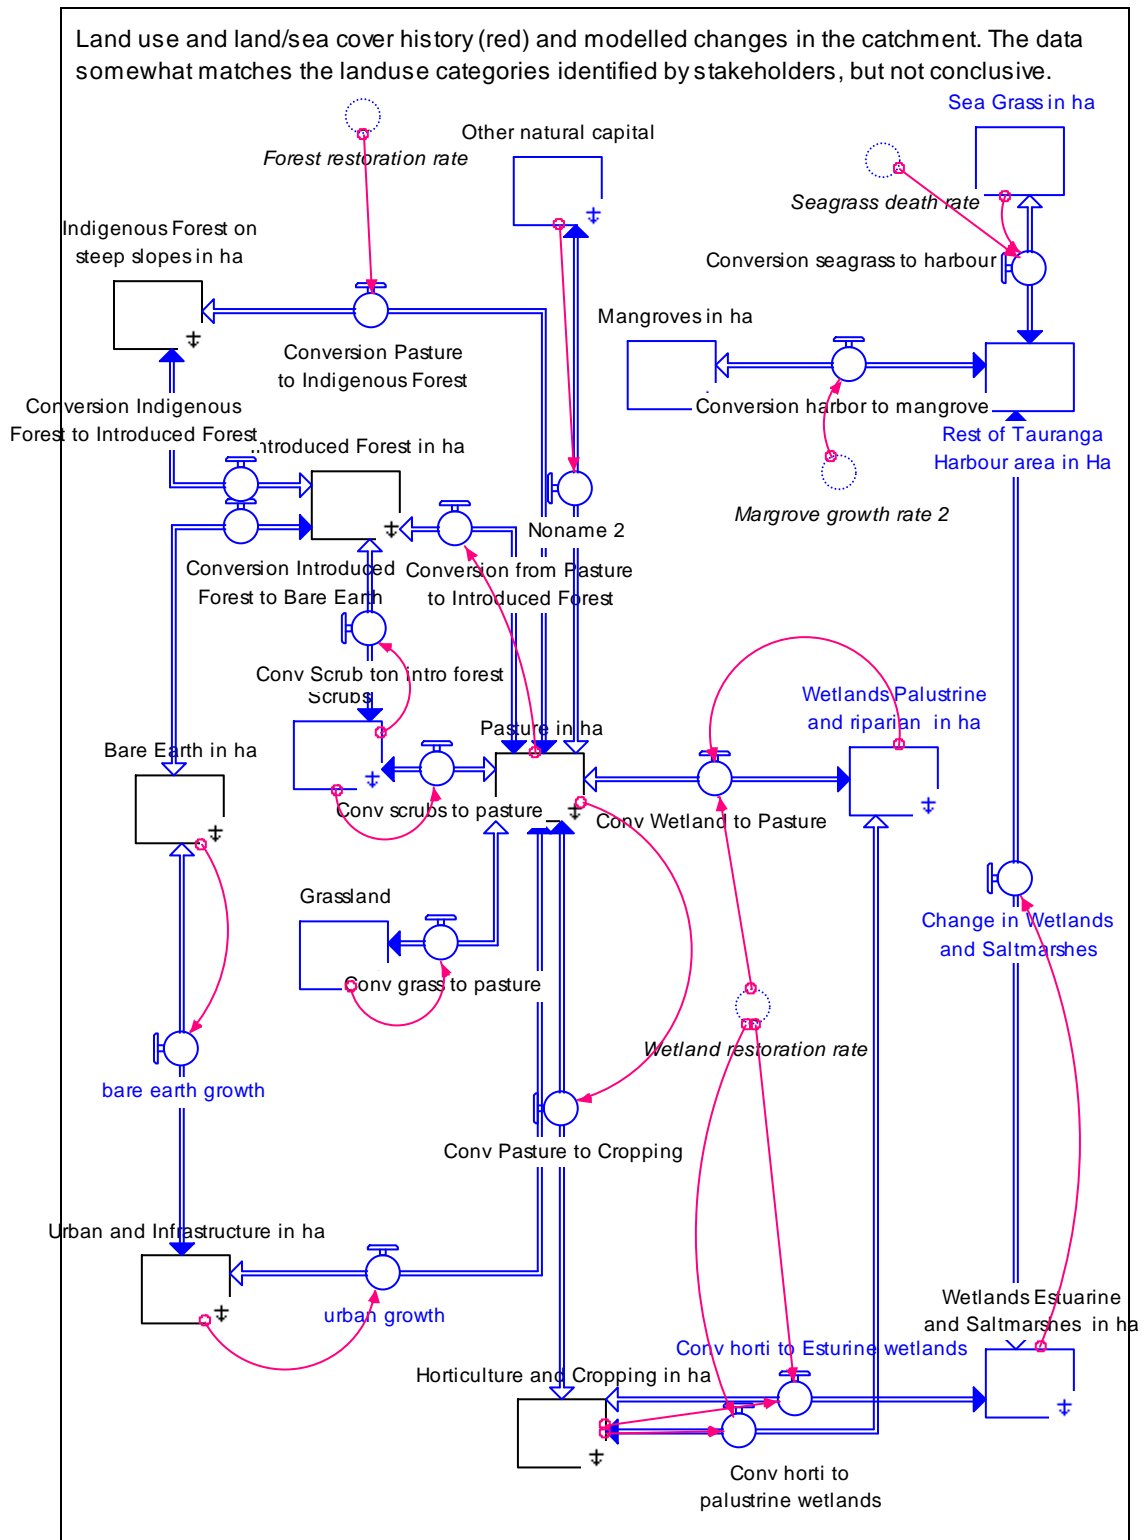 Land use and land/sea cover history (red) and modelled changes in the catchment. The data
somewhat matches the landuse categories identified by stakeholders, but not conclusive.
Sea Grass in ha
Other natural capital
Forest restoration rate
Seagrass death rate
Indigenous Forest on
steep slopes in ha
Conversion seagrass to harbour
Mangroves in ha
Conversion Pasture
to Indigenous Forest
Conversion Indigenous
Forest to Introduced Forest
Conversion harbor to mangrove
Rest of Tauranga
Harbour area in Ha
Introduced Forest in ha
Margrove growth rate 2
Noname 2
Conversion Introduced
Forest to Bare Earth
Conversion from Pasture
to Introduced Forest
Conv Scrub ton intro forest
Scrubs
Wetlands Palustrine
and riparian in ha
Pasture in ha
Bare Earth in ha
Conv scrubs to pasture
Conv Wetland to Pasture
Grassland
Change in Wetlands
and Saltmarshes
Conv grass to pasture
Wetland restoration rate
bare earth growth
Conv Pasture to Cropping
Urban and Infrastructure in ha
urban growth
Wetlands Estuarine
and Saltmarshes in ha
Conv horti to Esturine wetlands
Horticulture and Cropping in ha
Conv horti to
palustrine wetlands